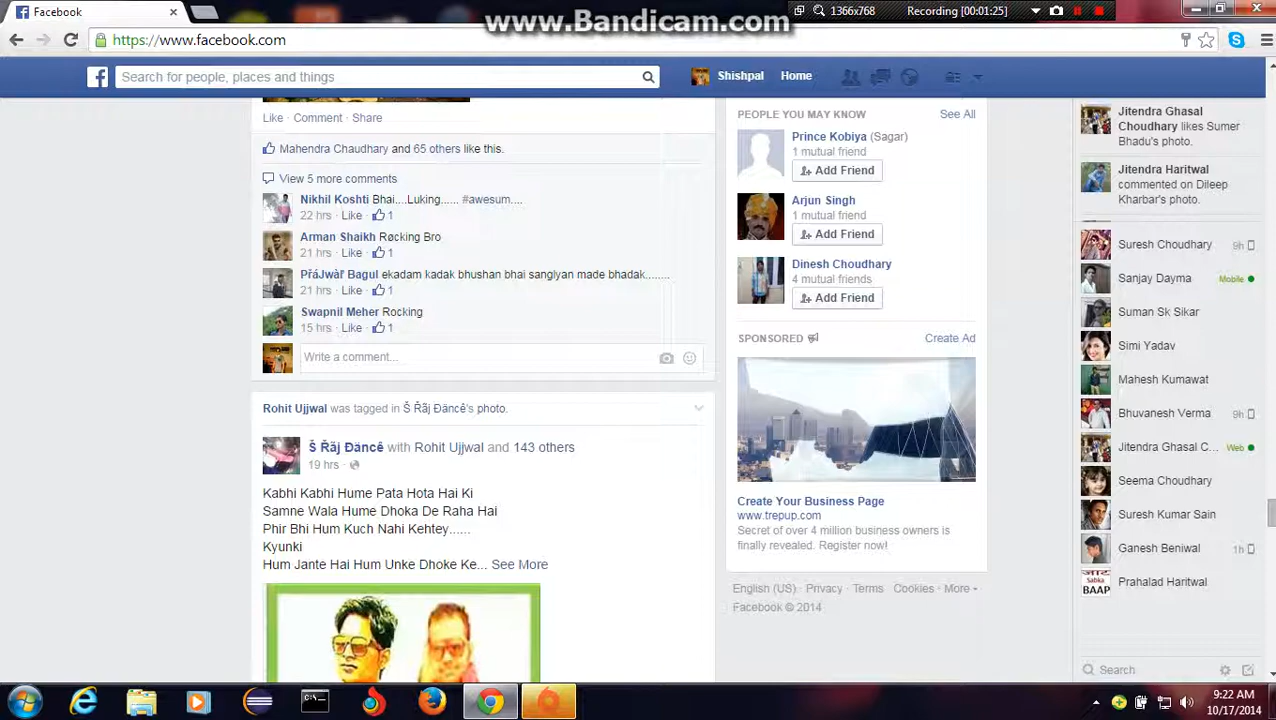 Facebook
www.Bandicam.com
1366x768
Recording [00:01:25]
https://www.facebook.com
Search for people, places and things
Shishpal
Home
Like · Comment · Share
Mahendra Chaudhary and 65 others like this.
View 5 more comments
Nikhil Koshti Bhai....Luking...... #awesum....
22 hrs · Like · 1
Arman Shaikh Røcking Bro
21 hrs · Like · 1
PřáJwàľ Bagul ekadam kadak bhushan bhai sanglyan made bhadak........
21 hrs · Like · 1
Swapnil Meher Rocking
15 hrs · Like · 1
Write a comment...
Rohit Ujjwal was tagged in Š Řãj Đäncê's photo.
Š Řãj Đäncê with Rohit Ujjwal and 143 others
19 hrs ·
Kabhi Kabhi Hume Pata Hota Hai Ki
Samne Wala Hume Dhoka De Raha Hai
Phir Bhi Hum Kuch Nahi Kehtey......
Kyunki
Hum Jante Hai Hum Unke Dhoke Ke... See More
PEOPLE YOU MAY KNOW
See All
Prince Kobiya (Sagar)
1 mutual friend
Add Friend
Arjun Singh
1 mutual friend
Add Friend
Dinesh Choudhary
4 mutual friends
Add Friend
SPONSORED
Create Ad
Create Your Business Page
www.trepup.com
Secret of over 4 million business owners is
finally revealed. Register now!
English (US) · Privacy · Terms · Cookies · More
Facebook © 2014
Jitendra Ghasal
Choudhary likes Sumer
Bhadu's photo.
Jitendra Haritwal
commented on Dileep
Kharbar's photo.
Suresh Choudhary 9h
Sanjay Dayma Mobile
Suman Sk Sikar
Simi Yadav
Mahesh Kumawat
Bhuvanesh Verma 9h
Jitendra Ghasal C... Web
Seema Choudhary
Suresh Kumar Sain
Ganesh Beniwal 1h
Prahalad Haritwal
Sabka
BAAP
Search
9:22 AM
10/17/2014